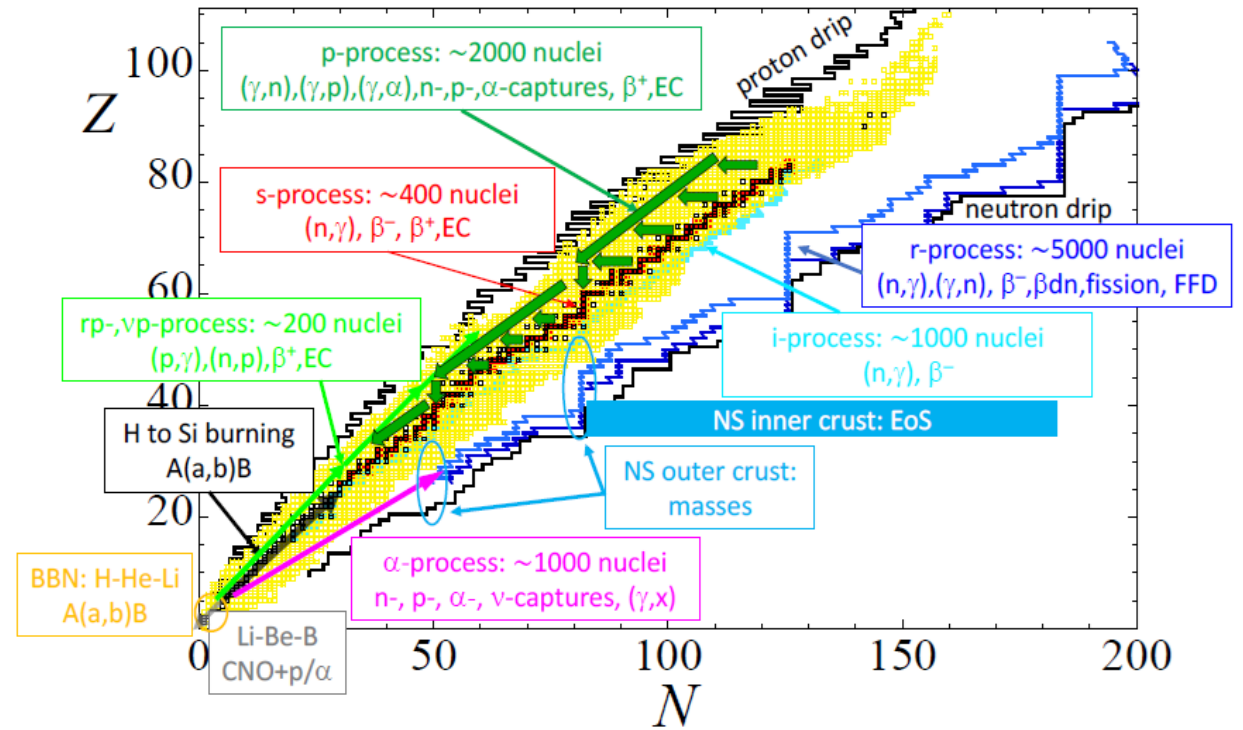 100
80
60
40
20
Z
0
50
100
150
200
N
p-process: ~2000 nuclei
(γ,n),(γ,p),(γ,α),n-,p-,α-captures, β⁺,EC
proton drip
s-process: ~400 nuclei
(n,γ), β⁻, β⁺,EC
neutron drip
r-process: ~5000 nuclei
(n,γ),(γ,n), β⁻,βdn,fission, FFD
rp-,νp-process: ~200 nuclei
(p,γ),(n,p),β⁺,EC
i-process: ~1000 nuclei
(n,γ), β⁻
H to Si burning
A(a,b)B
NS inner crust: EoS
NS outer crust:
masses
α-process: ~1000 nuclei
n-, p-, α-, ν-captures, (γ,x)
BBN: H-He-Li
A(a,b)B
Li-Be-B
CNO+p/α